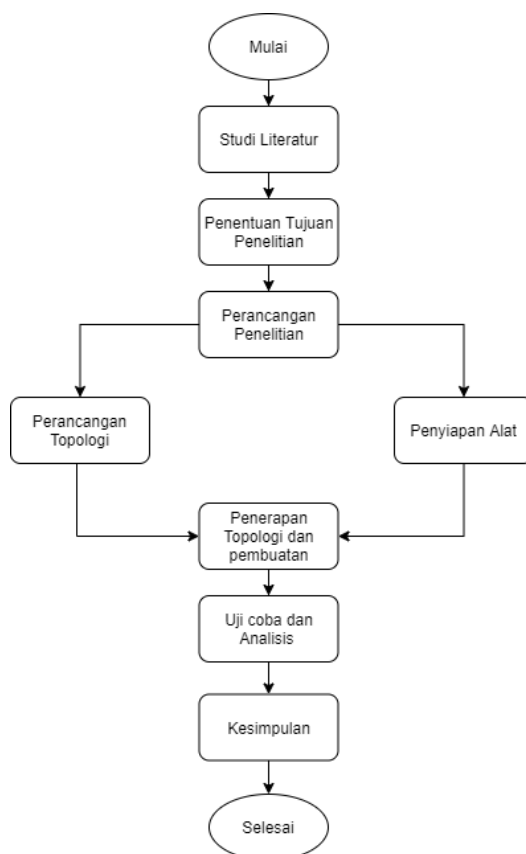 Mulai
Studi Literatur
Penentuan Tujuan
Penelitian
Perancangan
Penelitian
Perancangan
Topologi
Penyiapan Alat
Penerapan
Topologi dan
pembuatan
Uji coba dan
Analisis
Kesimpulan
Selesai